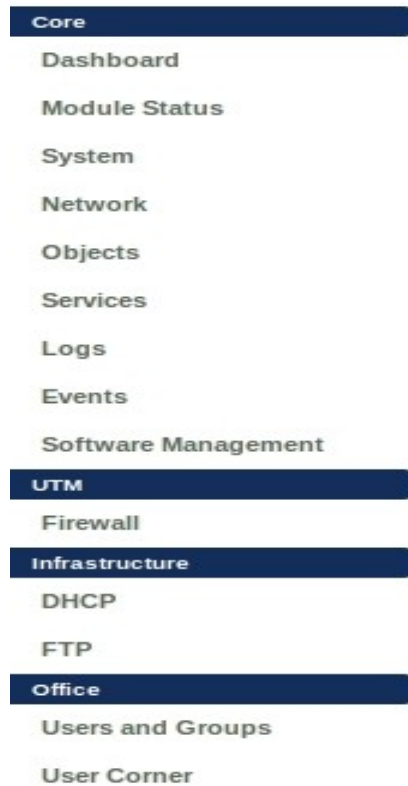 Core
Dashboard
Module Status
System
Network
Objects
Services
Logs
Events
Software Management
UTM
Firewall
Infrastructure
DHCP
FTP
Office
Users and Groups
User Corner